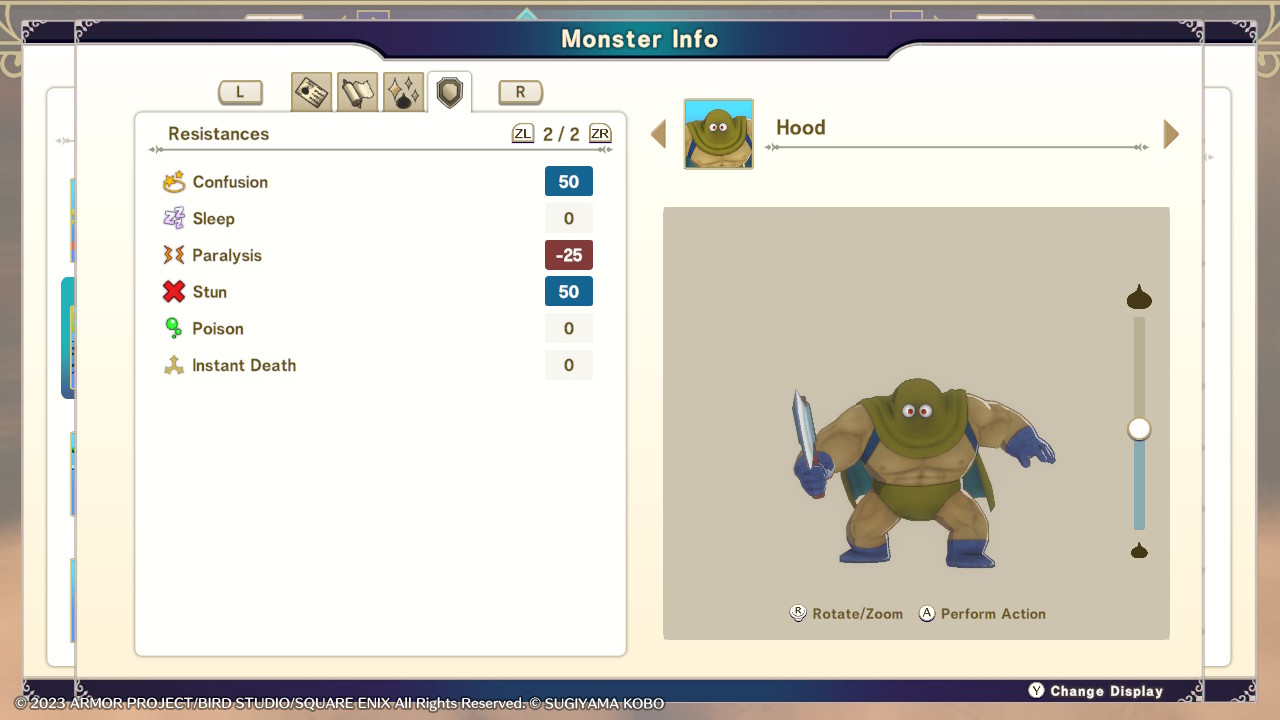 Monster Info
L
R
Resistances
ZL 2 / 2 ZR
Confusion 50
Sleep 0
Paralysis -25
Stun 50
Poison 0
Instant Death 0
Hood
R Rotate/Zoom A Perform Action
Y Change Display
© 2023 ARMOR PROJECT/BIRD STUDIO/SQUARE ENIX All Rights Reserved. © SUGIYAMA KOBO